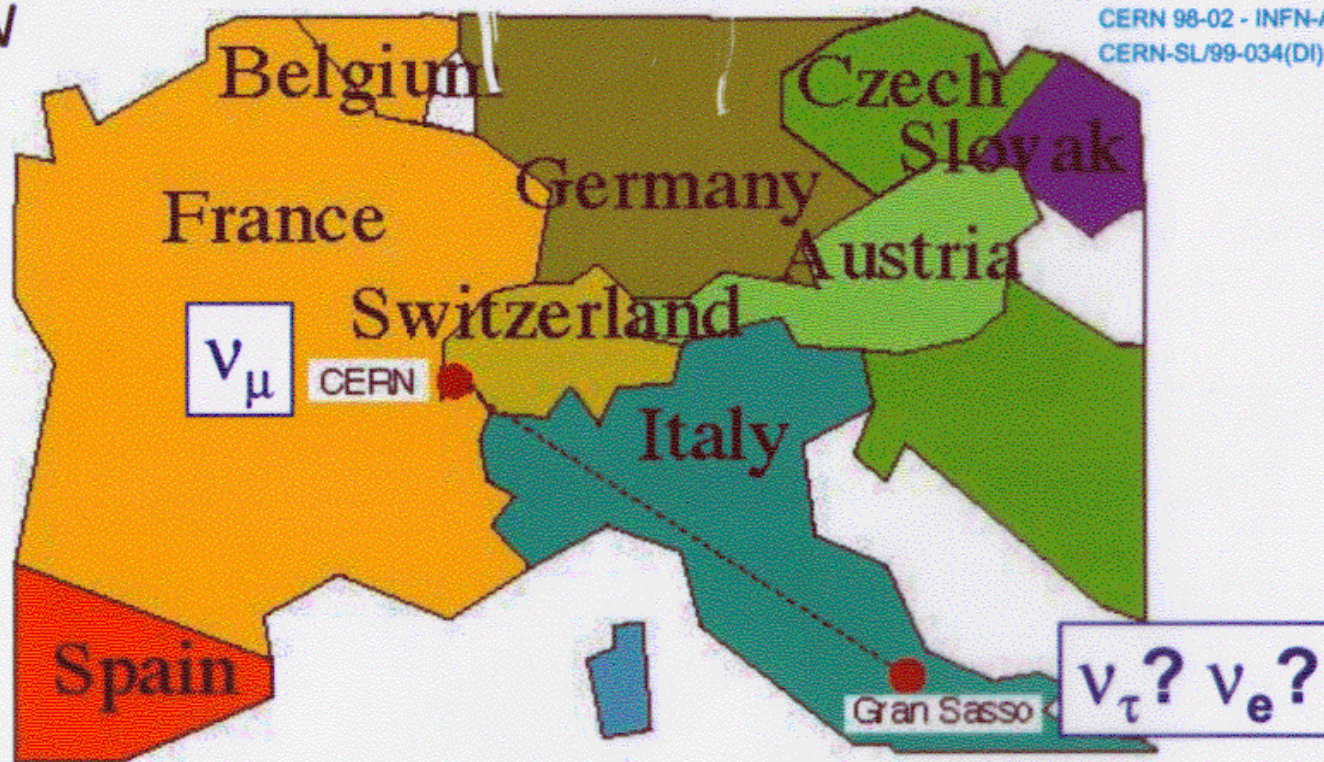 CERN 98-02 - INFN-A
CERN-SL/99-034(DI)
Belgium
Czech
Slovak
Germany
France
Austria
Switzerland
νμ
CERN
Italy
Spain
Gran Sasso
ντ? νe?